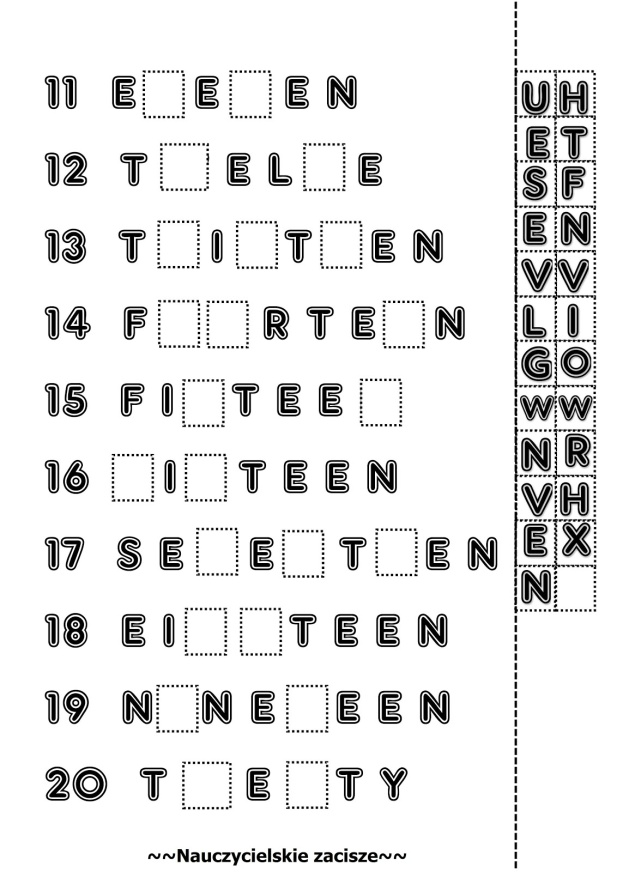 11 E E E N
12 T E L E
13 T I T E N
14 F R T E N
15 F I T E E
16 I T E E N
17 S E E T E N
18 E I T E E N
19 N N E E E N
20 T E T Y
U H
E T
S F
E N
V V
L I
G O
W W
N R
V H
E X
N
~~Nauczycielskie zacisze~~